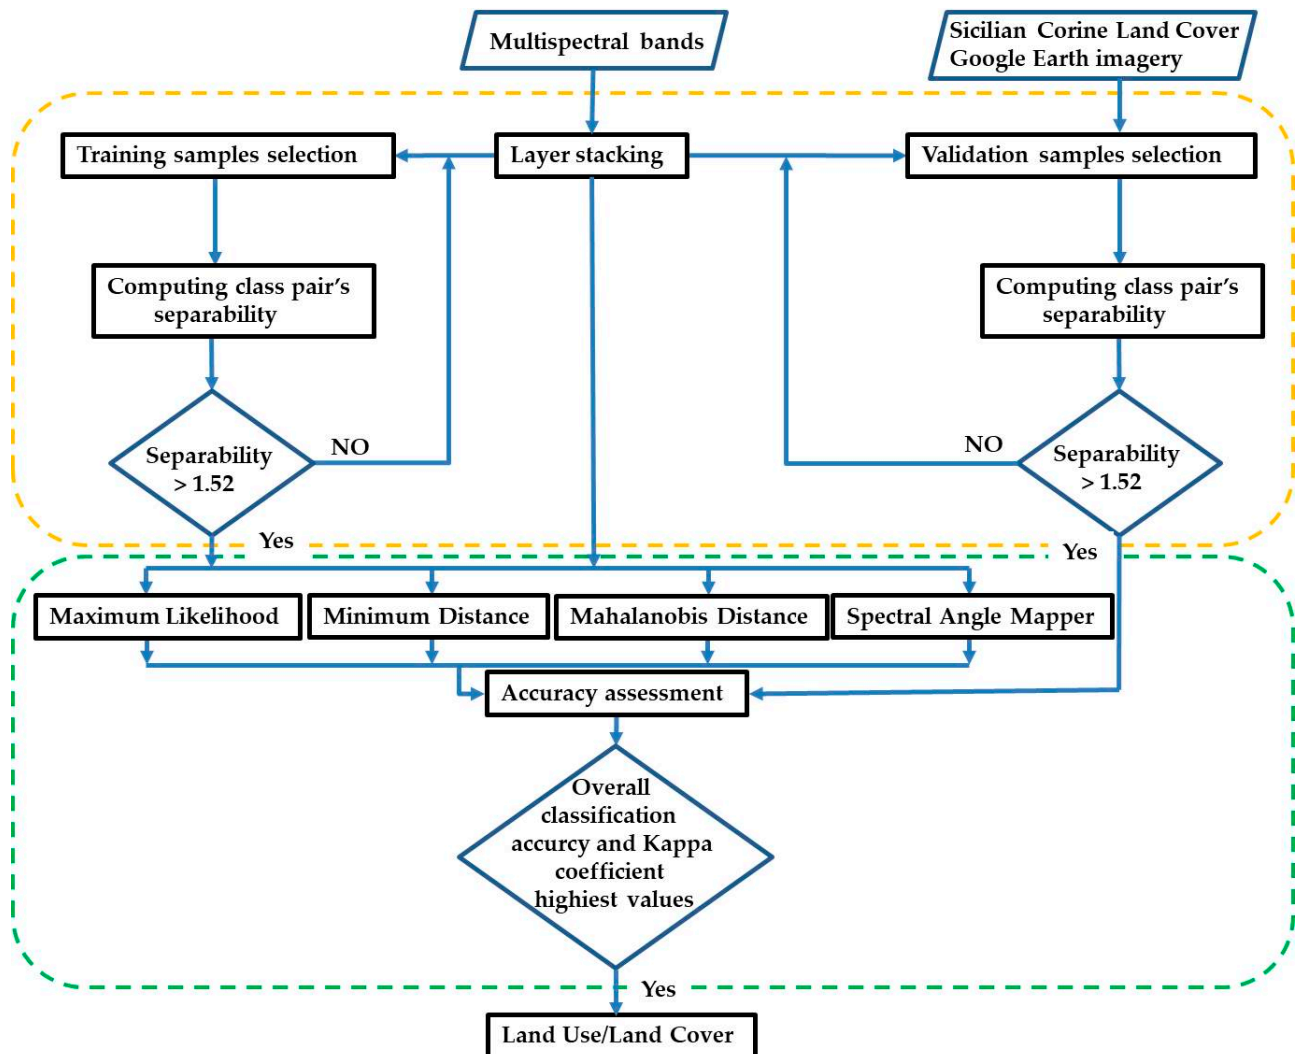 Multispectral bands
Sicilian Corine Land Cover
Google Earth imagery
Training samples selection
Layer stacking
Validation samples selection
Computing class pair's
separability
Computing class pair's
separability
Separability
> 1.52
NO
NO
Separability
> 1.52
Yes
Yes
Maximum Likelihood
Minimum Distance
Mahalanobis Distance
Spectral Angle Mapper
Accuracy assessment
Overall
classification
accurcy and Kappa
coefficient
highiest values
Yes
Land Use/Land Cover